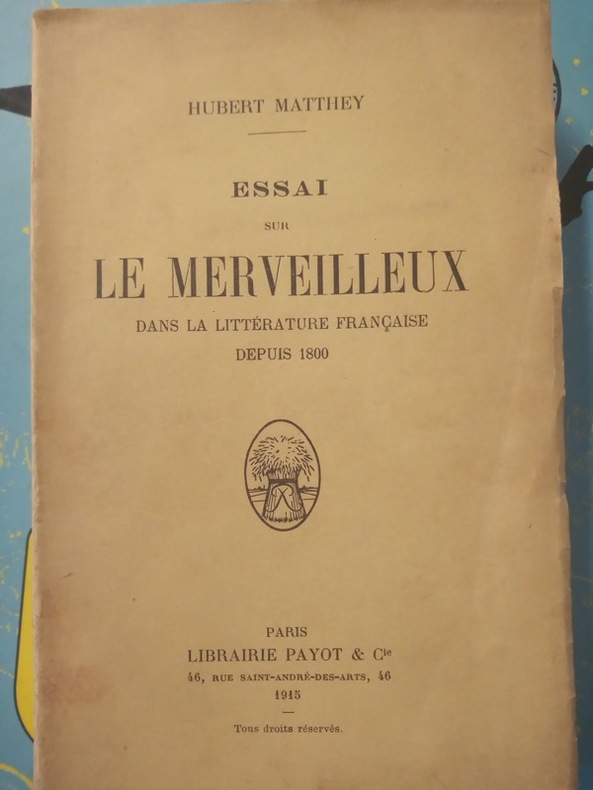 HUBERT MATTHEY
ESSAI
SUR
LE MERVEILLEUX
DANS LA LITTÉRATURE FRANÇAISE
DEPUIS 1800
PARIS
LIBRAIRIE PAYOT & Cie
46, RUE SAINT-ANDRÉ-DES-ARTS, 46
1915
Tous droits réservés.